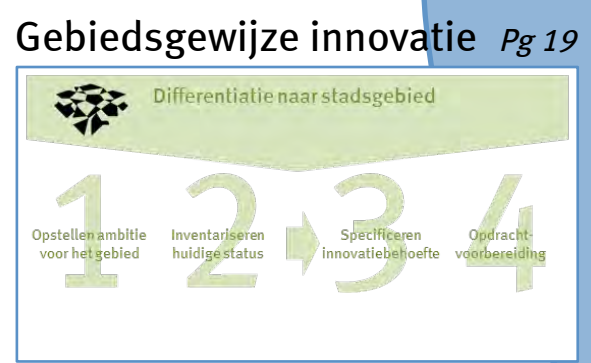 Gebiedsgewijze innovatie Pg 19
Differentiatie naar stadsgebied
1 2 3 4
Opstellen ambitie
voor het gebied
Inventariseren
huidige status
Specificeren
innovatiebehoefte
Opdracht-
voorbereiding